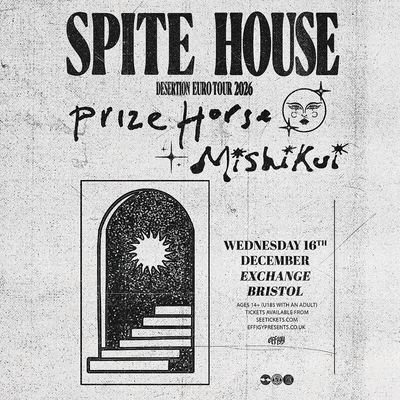 SPITE HOUSE
DESERTION EURO TOUR 2026
Prize Horse
Mishikui
WEDNESDAY 16TH
DECEMBER
EXCHANGE
BRISTOL
AGES 14+ (U18S WITH AN ADULT)
TICKETS AVAILABLE FROM
SEETICKETS.COM
EFFIGYPRESENTS.CO.UK